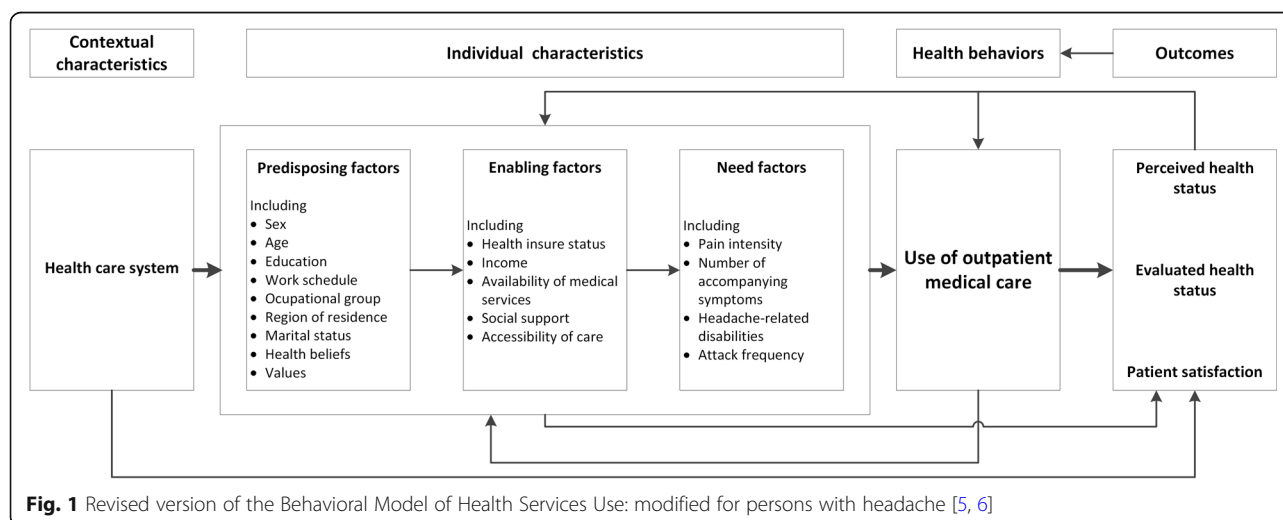 Contextual
characteristics
Individual characteristics
Health behaviors
Outcomes
Health care system
Predisposing factors
Including
● Sex
● Age
● Education
● Work schedule
● Ocupational group
● Region of residence
● Marital status
● Health beliefs
● Values
Enabling factors
Including
● Health insure status
● Income
● Availability of medical
services
● Social support
● Accessibility of care
Need factors
Including
● Pain intensity
● Number of
accompanying
symptoms
● Headache-related
disabilities
● Attack frequency
Use of outpatient
medical care
Perceived health
status
Evaluated health
status
Patient satisfaction
Fig. 1 Revised version of the Behavioral Model of Health Services Use: modified for persons with headache [5, 6]